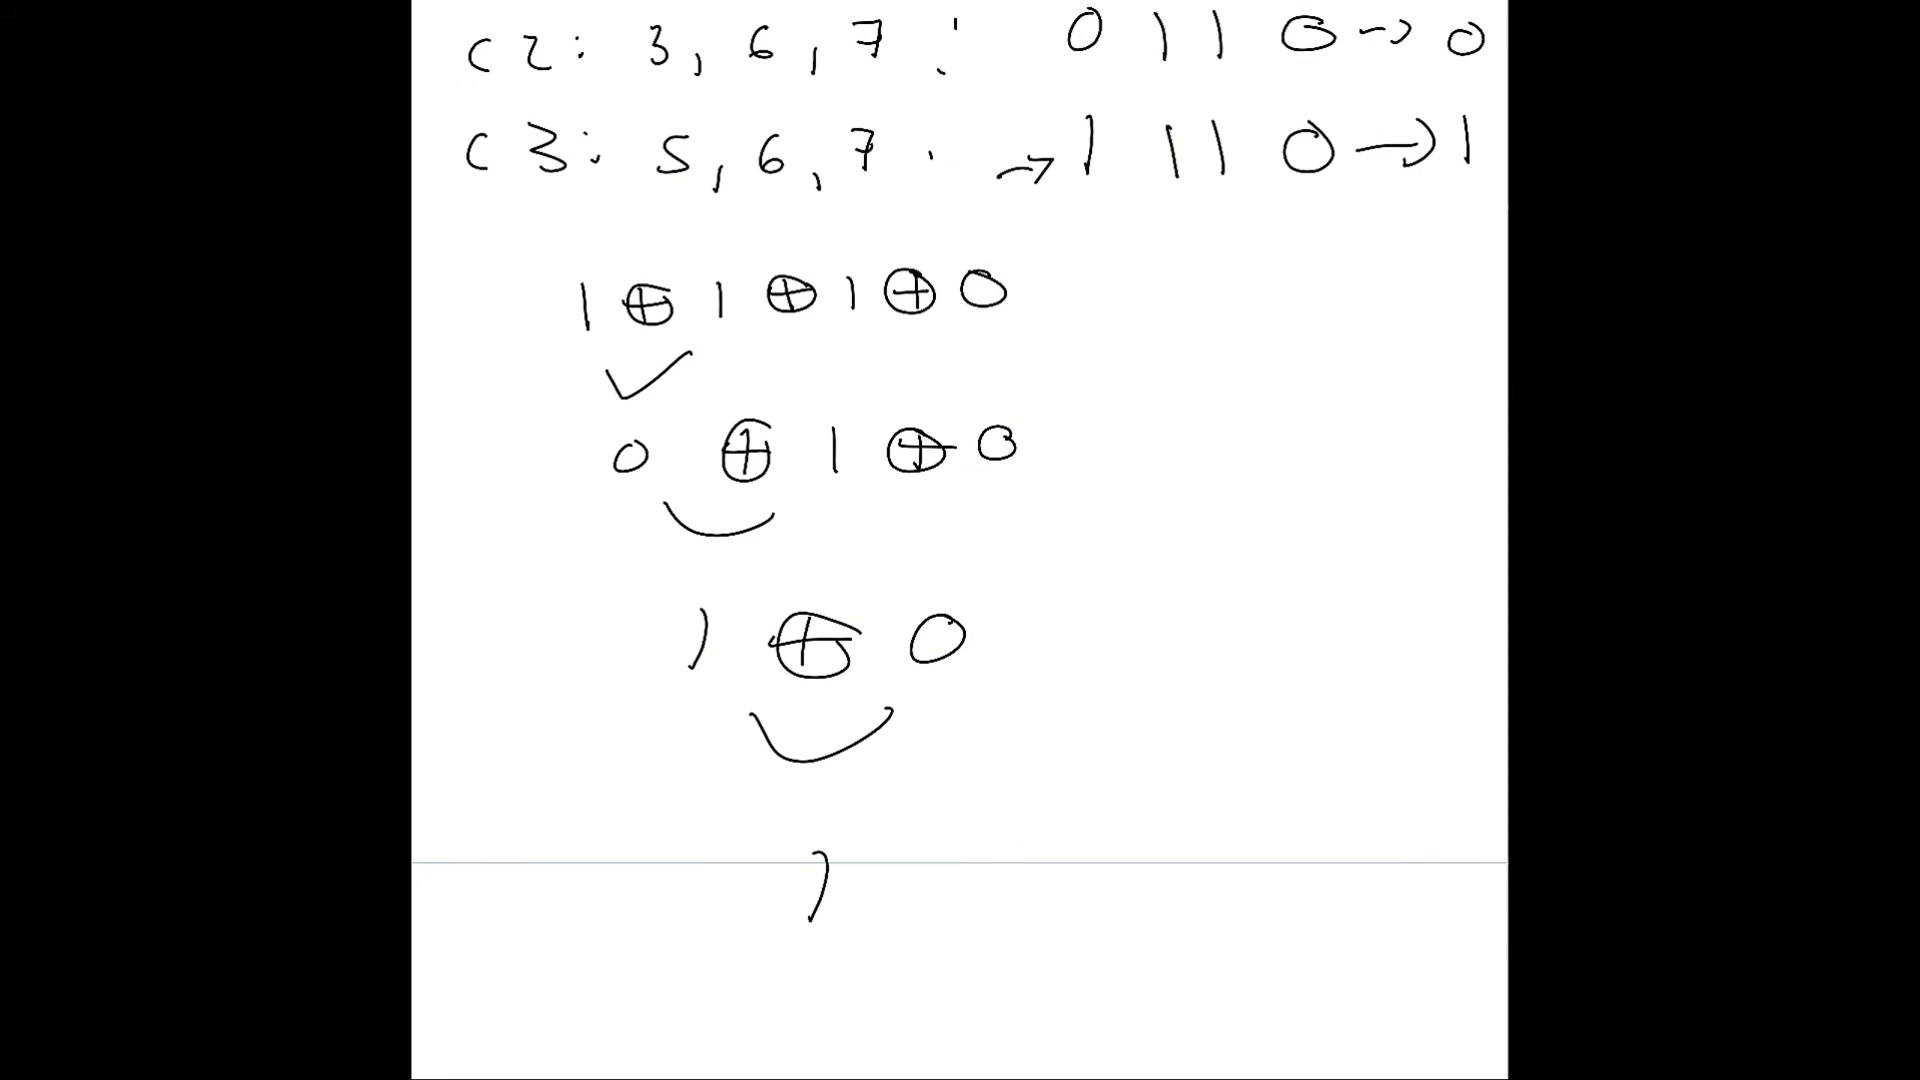 c2: 3, 6, 7 : 0 1 1 0 → 0
c3: 5, 6, 7 . → 1 1 1 0 → 1
1 ⊕ 1 ⊕ 1 ⊕ 0
0 ⊕ 1 ⊕ 0
1 ⊕ 0
1